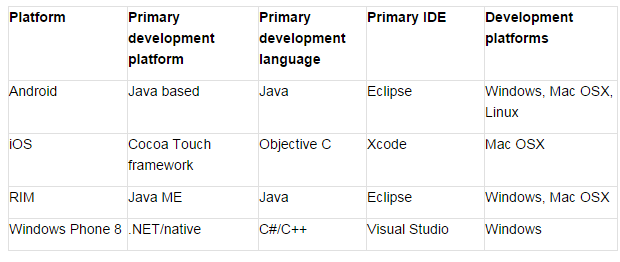 Platform Primary development platform Primary development language Primary IDE Development platforms
Android Java based Java Eclipse Windows, Mac OSX, Linux
iOS Cocoa Touch framework Objective C Xcode Mac OSX
RIM Java ME Java Eclipse Windows, Mac OSX
Windows Phone 8 .NET/native C#/C++ Visual Studio Windows